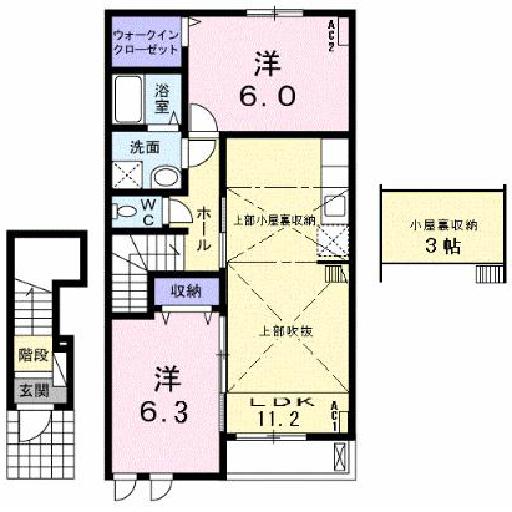 ウォークイン
クローゼット
洋
6.0
AC2
浴室
洗面
WC
ホール
上部小屋裏収納
小屋裏収納
3帖
収納
上部吹抜
階段
玄関
洋
6.3
LDK
11.2
AC1